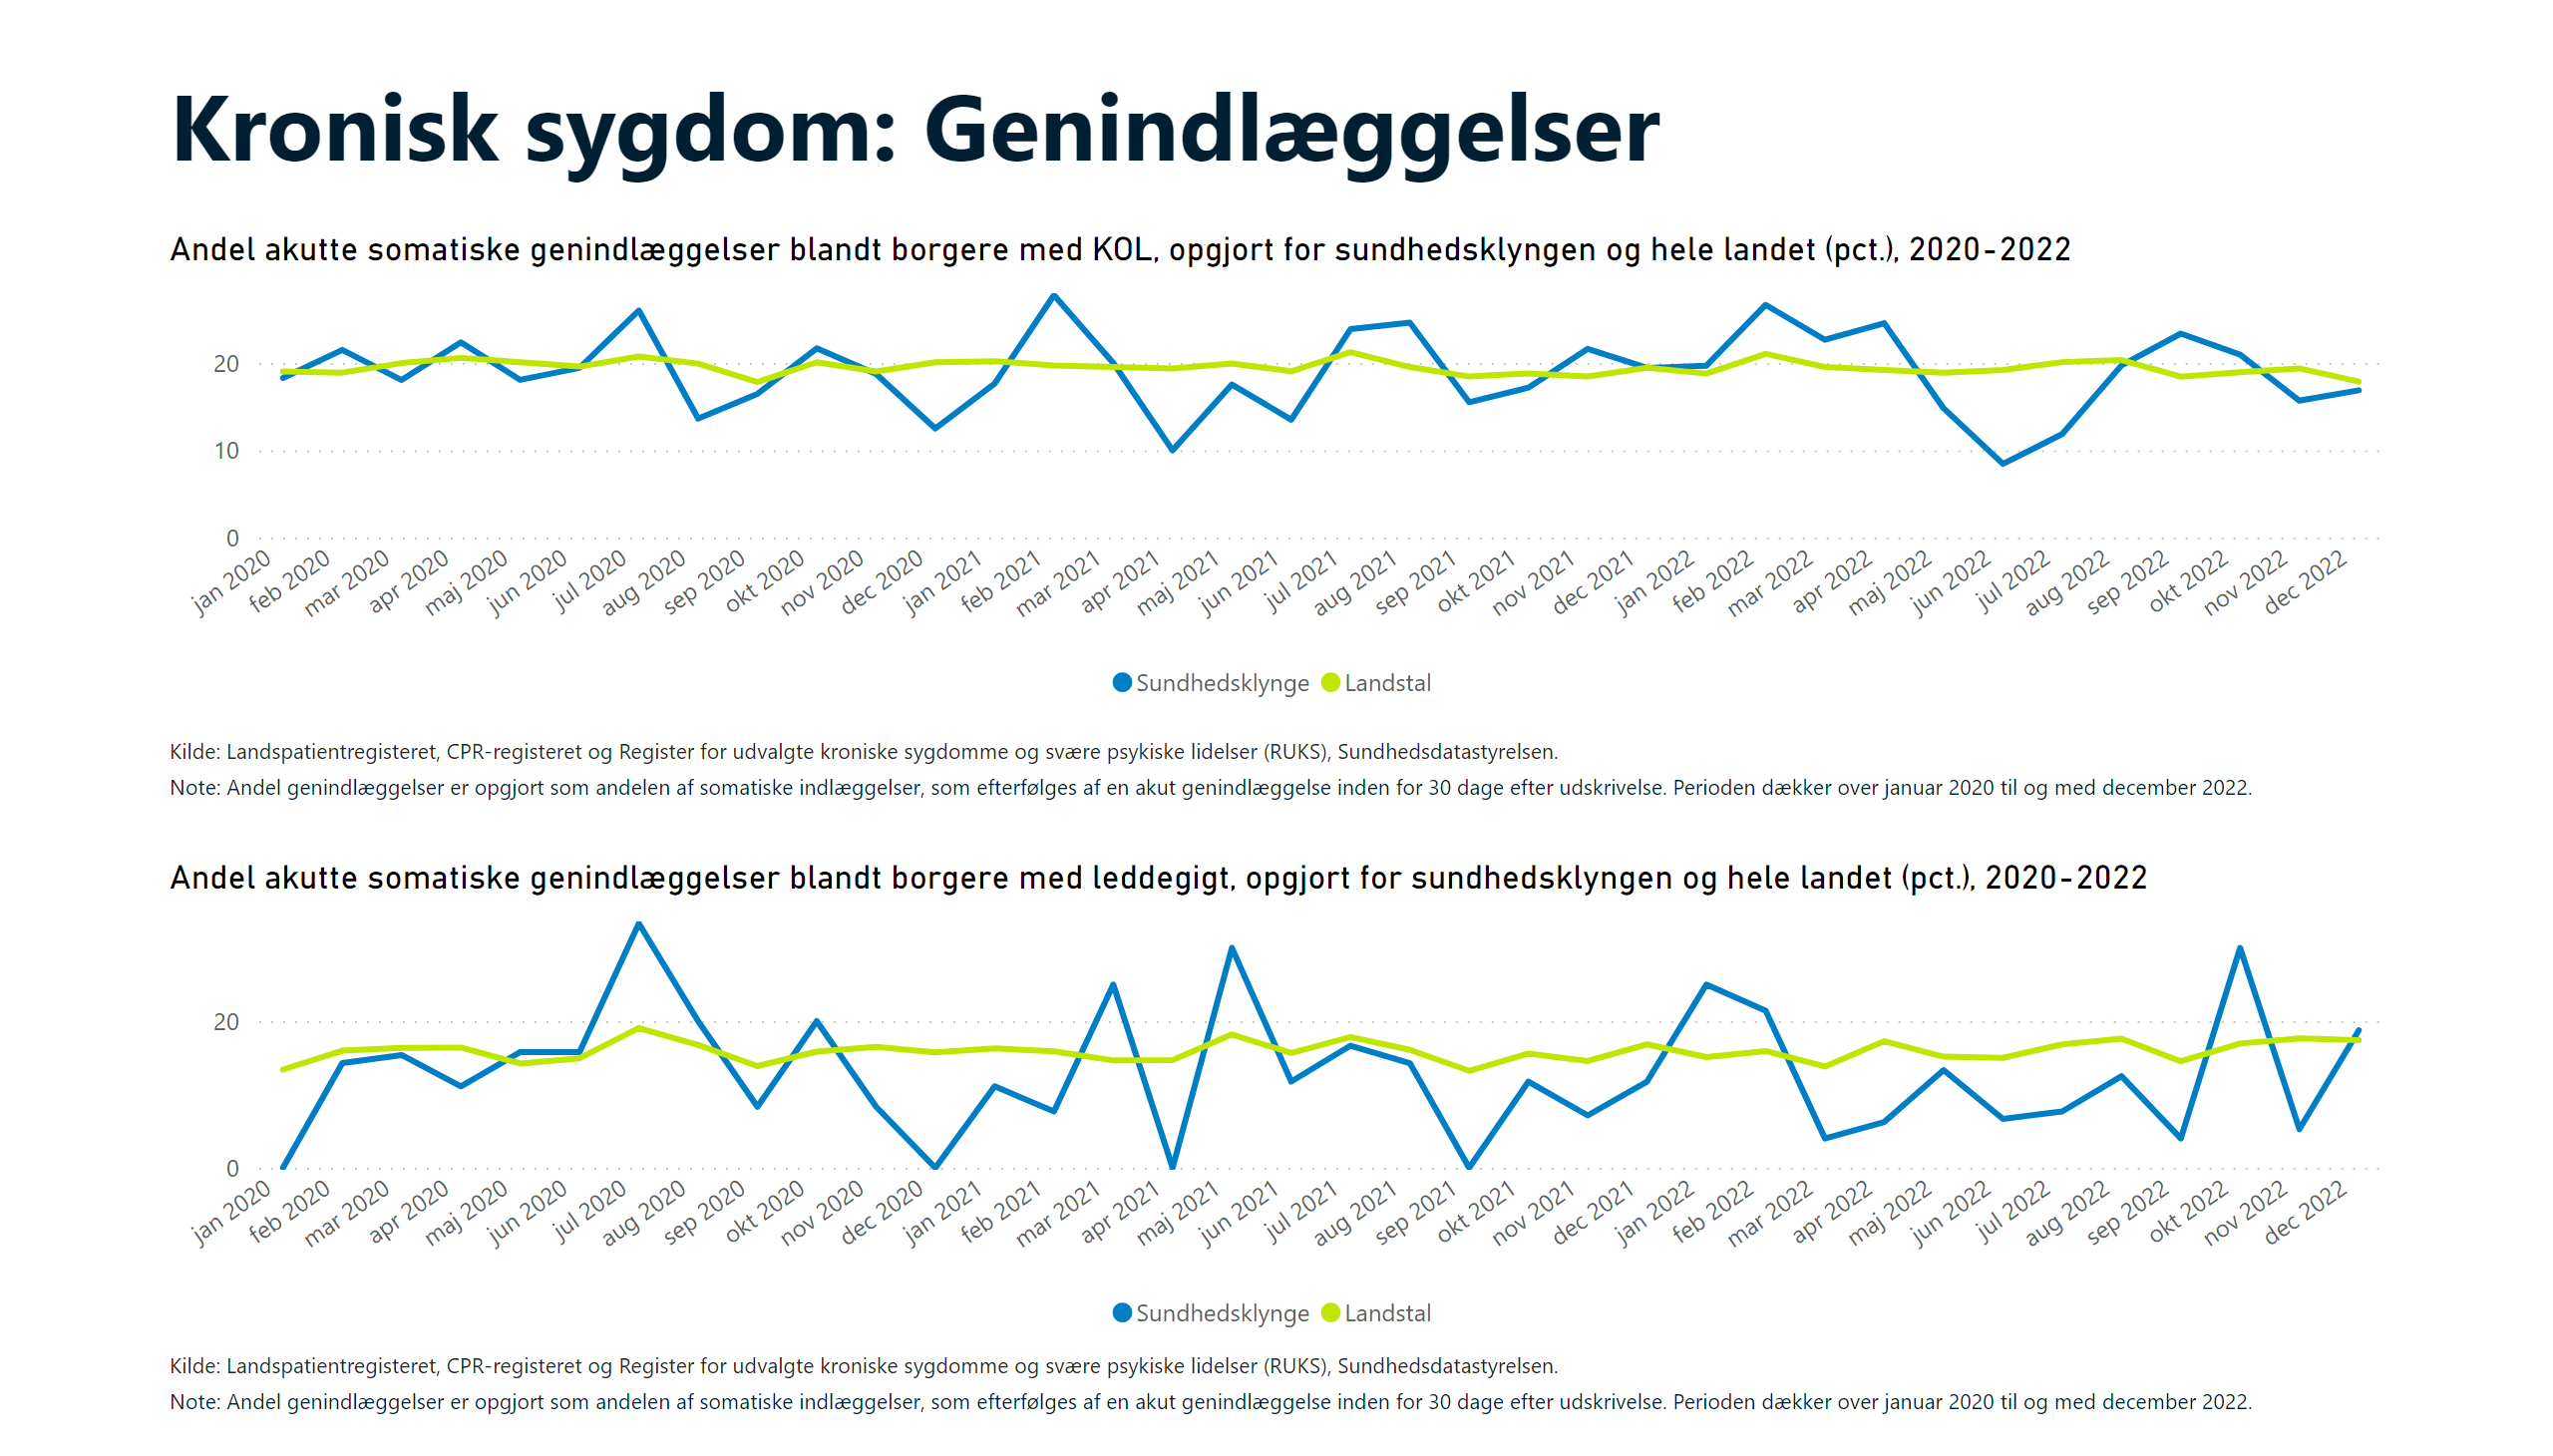 Kronisk sygdom: Genindlæggelser
Andel akutte somatiske genindlæggelser blandt borgere med KOL, opgjort for sundhedsklyngen og hele landet (pct.), 2020-2022
20
10
0
jan 2020
feb 2020
mar 2020
apr 2020
maj 2020
jun 2020
jul 2020
aug 2020
sep 2020
okt 2020
nov 2020
dec 2020
jan 2021
feb 2021
mar 2021
apr 2021
maj 2021
jun 2021
jul 2021
aug 2021
sep 2021
okt 2021
nov 2021
dec 2021
jan 2022
feb 2022
mar 2022
apr 2022
maj 2022
jun 2022
jul 2022
aug 2022
sep 2022
okt 2022
nov 2022
dec 2022
Sundhedsklynge Landstal
Kilde: Landspatientregisteret, CPR-registeret og Register for udvalgte kroniske sygdomme og svære psykiske lidelser (RUKS), Sundhedsdatastyrelsen.
Note: Andel genindlæggelser er opgjort som andelen af somatiske indlæggelser, som efterfølges af en akut genindlæggelse inden for 30 dage efter udskrivelse. Perioden dækker over januar 2020 til og med december 2022.
Andel akutte somatiske genindlæggelser blandt borgere med leddegigt, opgjort for sundhedsklyngen og hele landet (pct.), 2020-2022
20
0
jan 2020
feb 2020
mar 2020
apr 2020
maj 2020
jun 2020
jul 2020
aug 2020
sep 2020
okt 2020
nov 2020
dec 2020
jan 2021
feb 2021
mar 2021
apr 2021
maj 2021
jun 2021
jul 2021
aug 2021
sep 2021
okt 2021
nov 2021
dec 2021
jan 2022
feb 2022
mar 2022
apr 2022
maj 2022
jun 2022
jul 2022
aug 2022
sep 2022
okt 2022
nov 2022
dec 2022
Sundhedsklynge Landstal
Kilde: Landspatientregisteret, CPR-registeret og Register for udvalgte kroniske sygdomme og svære psykiske lidelser (RUKS), Sundhedsdatastyrelsen.
Note: Andel genindlæggelser er opgjort som andelen af somatiske indlæggelser, som efterfølges af en akut genindlæggelse inden for 30 dage efter udskrivelse. Perioden dækker over januar 2020 til og med december 2022.